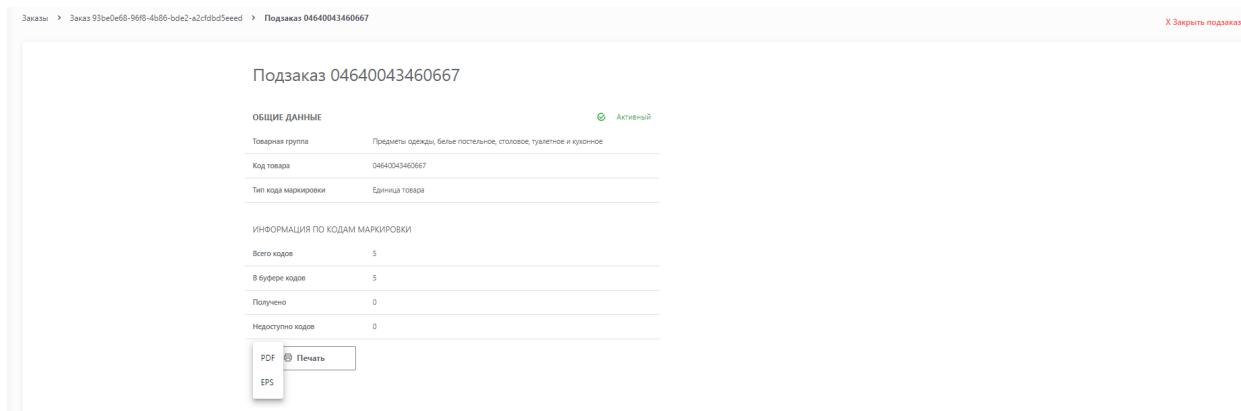 Заказы > Заказ 93be0e68-96f8-4b86-bde2-a2cfdbd5eeed > Подзаказ 04640043460667
X Закрыть подзаказ
Подзаказ 04640043460667
ОБЩИЕ ДАННЫЕ Активный
Товарная группа Предметы одежды, белье постельное, столовое, туалетное и кухонное
Код товара 04640043460667
Тип кода маркировки Единица товара
ИНФОРМАЦИЯ ПО КОДАМ МАРКИРОВКИ
Всего кодов 5
В буфере кодов 5
Получено 0
Недоступно кодов 0
PDF Печать
EPS